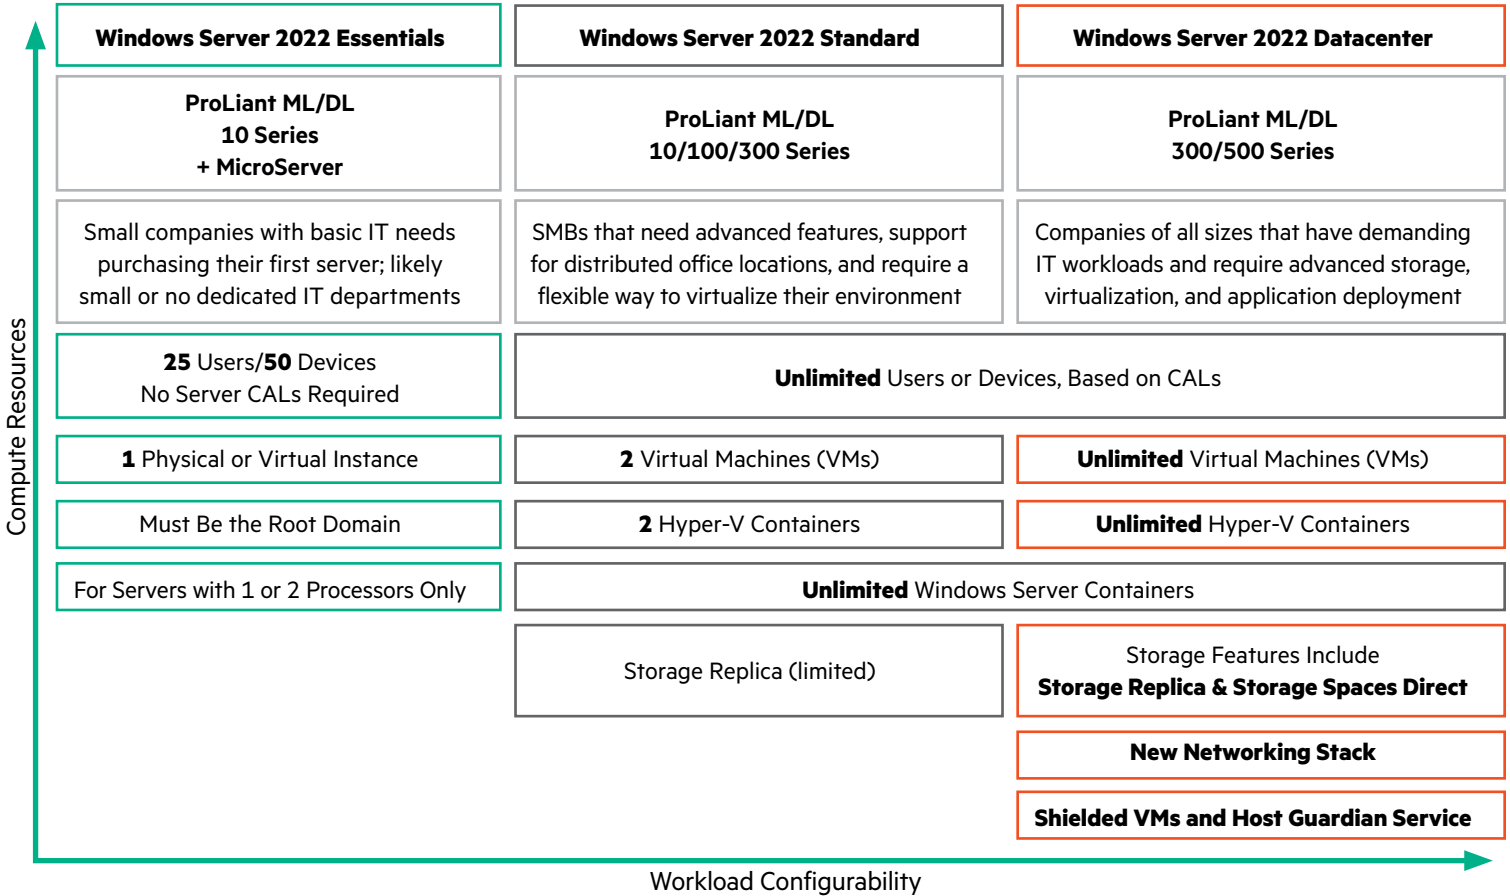 Windows Server 2022 Essentials
Windows Server 2022 Standard
Windows Server 2022 Datacenter
ProLiant ML/DL
10 Series
+ MicroServer
ProLiant ML/DL
10/100/300 Series
ProLiant ML/DL
300/500 Series
Small companies with basic IT needs
purchasing their first server; likely
small or no dedicated IT departments
SMBs that need advanced features, support
for distributed office locations, and require a
flexible way to virtualize their environment
Companies of all sizes that have demanding
IT workloads and require advanced storage,
virtualization, and application deployment
25 Users/50 Devices
No Server CALs Required
Unlimited Users or Devices, Based on CALs
1 Physical or Virtual Instance
2 Virtual Machines (VMs)
Unlimited Virtual Machines (VMs)
Must Be the Root Domain
2 Hyper-V Containers
Unlimited Hyper-V Containers
For Servers with 1 or 2 Processors Only
Unlimited Windows Server Containers
Storage Replica (limited)
Storage Features Include
Storage Replica & Storage Spaces Direct
New Networking Stack
Shielded VMs and Host Guardian Service
Compute Resources
Workload Configurability